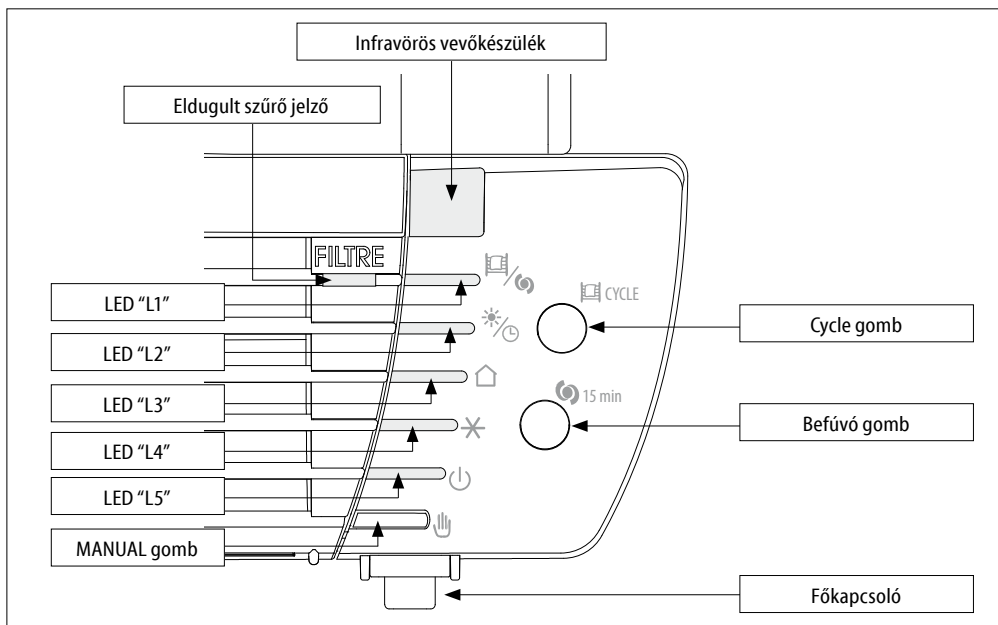 Infravörös vevőkészülék
Eldugult szűrő jelző
FILTRE
LED “L1”
CYCLE
LED “L2”
Cycle gomb
LED “L3”
15 min
LED “L4”
Befúvó gomb
LED “L5”
MANUAL gomb
Főkapcsoló